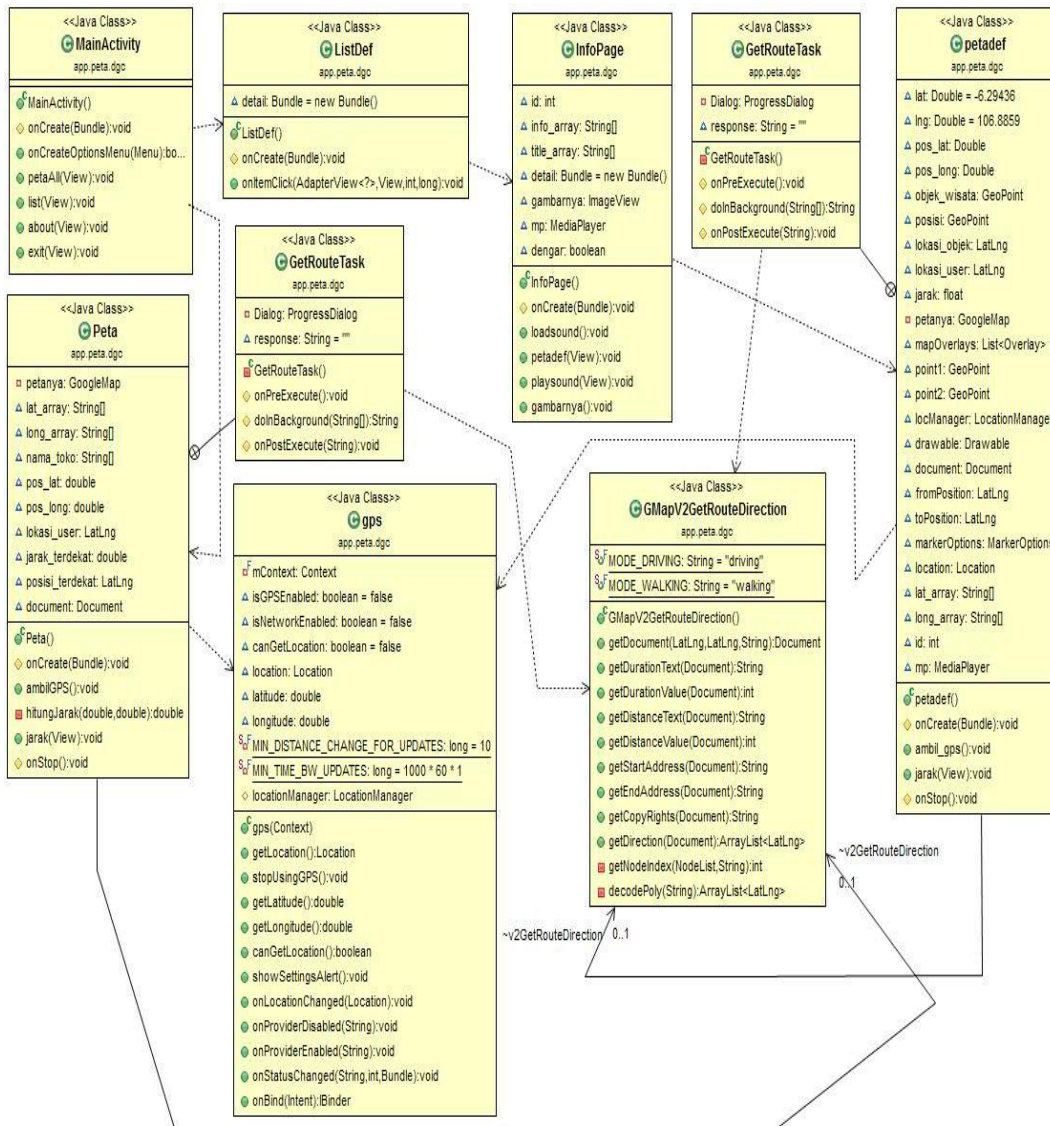 <<Java Class>>
MainActivity
app.peta.dgc
MainActivity()
onCreate(Bundle):void
onCreateOptionsMenu(Menu):bo...
petaAll(View):void
list(View):void
about(View):void
exit(View):void
<<Java Class>>
ListDef
app.peta.dgc
detail: Bundle = new Bundle()
ListDef()
onCreate(Bundle):void
onItemClick(AdapterView<?>,View,int,long):void
<<Java Class>>
InfoPage
app.peta.dgc
id: int
info_array: String[]
title_array: String[]
detail: Bundle = new Bundle()
gambarnya: ImageView
mp: MediaPlayer
dengar: boolean
InfoPage()
onCreate(Bundle):void
loadsound():void
petadef(View):void
playsound(View):void
gambarnya():void
<<Java Class>>
GetRouteTask
app.peta.dgc
Dialog: ProgressDialog
response: String = ""
GetRouteTask()
onPreExecute():void
doInBackground(String[]):String
onPostExecute(String):void
<<Java Class>>
petadef
app.peta.dgc
lat: Double = -6.29436
lng: Double = 106.8859
pos_lat: Double
pos_long: Double
objek_wisata: GeoPoint
posisi: GeoPoint
lokasi_objek: LatLng
lokasi_user: LatLng
jarak: float
petanya: GoogleMap
mapOverlays: List<Overlay>
point1: GeoPoint
point2: GeoPoint
locManager: LocationManage
drawable: Drawable
document: Document
fromPosition: LatLng
toPosition: LatLng
markerOptions: MarkerOptions
location: Location
lat_array: String[]
long_array: String[]
id: int
mp: MediaPlayer
petadef()
onCreate(Bundle):void
ambil_gps():void
jarak(View):void
onStop():void
<<Java Class>>
GetRouteTask
app.peta.dgc
Dialog: ProgressDialog
response: String = ""
GetRouteTask()
onPreExecute():void
doInBackground(String[]):String
onPostExecute(String):void
<<Java Class>>
Peta
app.peta.dgc
petanya: GoogleMap
lat_array: String[]
long_array: String[]
nama_toko: String[]
pos_lat: double
pos_long: double
lokasi_user: LatLng
jarak_terdekat: double
posisi_terdekat: LatLng
document: Document
Peta()
onCreate(Bundle):void
ambilGPS():void
hitungJarak(double,double):double
jarak(View):void
onStop():void
<<Java Class>>
gps
app.peta.dgc
mContext: Context
isGPSEnabled: boolean = false
isNetworkEnabled: boolean = false
canGetLocation: boolean = false
location: Location
latitude: double
longitude: double
MIN_DISTANCE_CHANGE_FOR_UPDATES: long = 10
MIN_TIME_BW_UPDATES: long = 1000 * 60 * 1
locationManager: LocationManager
gps(Context)
getLocation():Location
stopUsingGPS():void
getLatitude():double
getLongitude():double
canGetLocation():boolean
showSettingsAlert():void
onLocationChanged(Location):void
onProviderDisabled(String):void
onProviderEnabled(String):void
onStatusChanged(String,int,Bundle):void
onBind(Intent):IBinder
<<Java Class>>
GMapV2GetRouteDirection
app.peta.dgc
MODE_DRIVING: String = "driving"
MODE_WALKING: String = "walking"
GMapV2GetRouteDirection()
getDocument(LatLng,LatLng,String):Document
getDurationText(Document):String
getDurationValue(Document):int
getDistanceText(Document):String
getDistanceValue(Document):int
getStartAddress(Document):String
getEndAddress(Document):String
getCopyRights(Document):String
getDirection(Document):ArrayList<LatLng>
getNodeIndex(NodeList,String):int
decodePoly(String):ArrayList<LatLng>
~v2GetRouteDirection
0..1
~v2GetRouteDirection
0..1